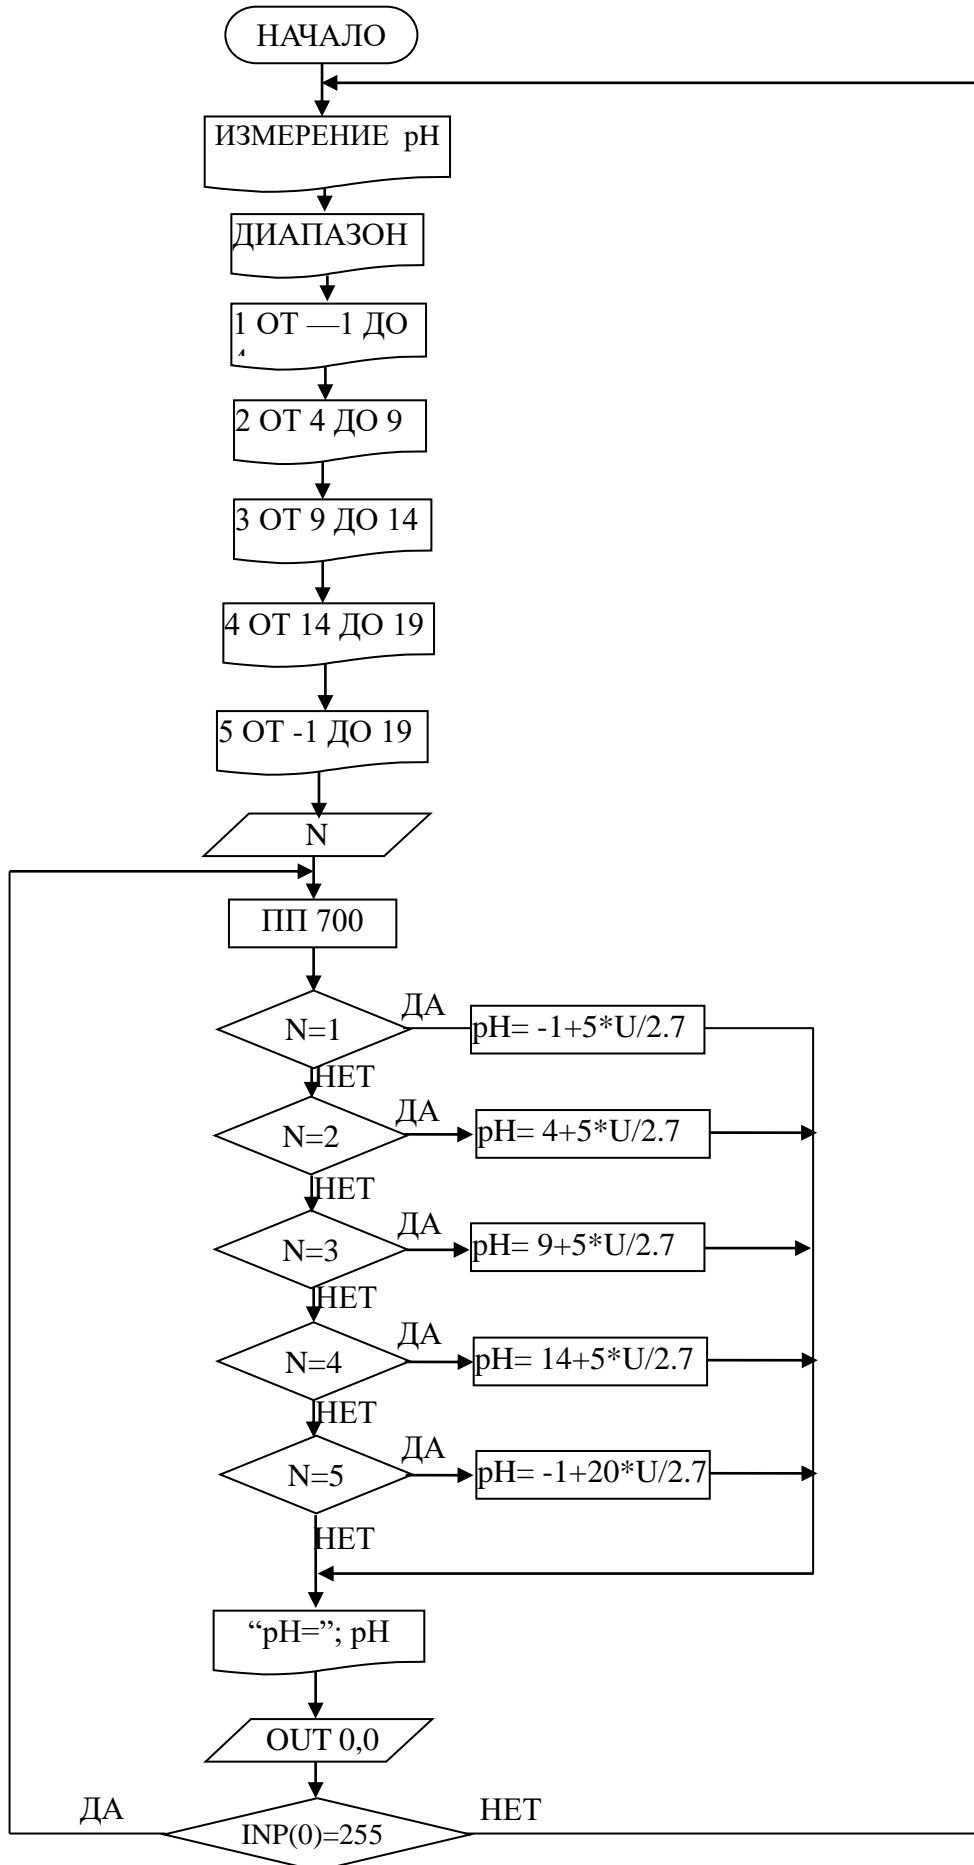 НАЧАЛО
ИЗМЕРЕНИЕ pH
ДИАПАЗОН
1 ОТ —1 ДО
2 ОТ 4 ДО 9
3 ОТ 9 ДО 14
4 ОТ 14 ДО 19
5 ОТ -1 ДО 19
N
ПП 700
ДА
N=1
pH= -1+5*U/2.7
НЕТ
ДА
N=2
pH= 4+5*U/2.7
НЕТ
ДА
N=3
pH= 9+5*U/2.7
НЕТ
ДА
N=4
pH= 14+5*U/2.7
НЕТ
ДА
N=5
pH= -1+20*U/2.7
НЕТ
“pH=”; pH
OUT 0,0
ДА
НЕТ
INP(0)=255